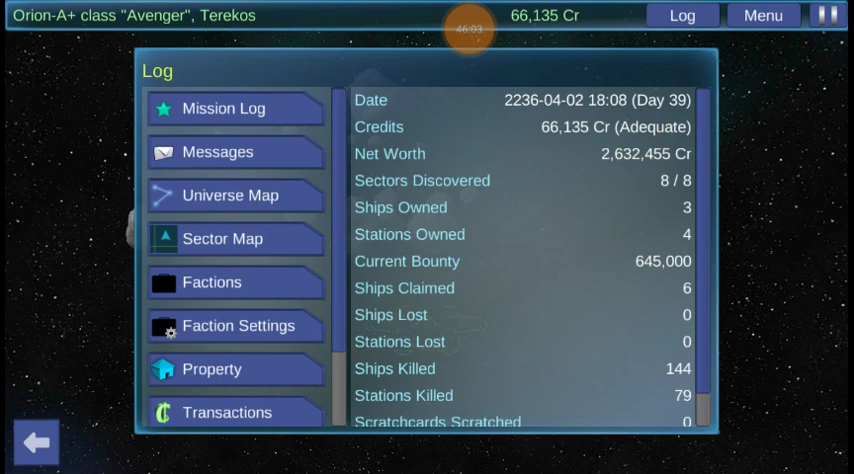 Orion-A+ class "Avenger", Terekos
66,135 Cr
Log
Menu
46:03
Log
Mission Log
Messages
Universe Map
Sector Map
Factions
Faction Settings
Property
Transactions
Date 2236-04-02 18:08 (Day 39)
Credits 66,135 Cr (Adequate)
Net Worth 2,632,455 Cr
Sectors Discovered 8 / 8
Ships Owned 3
Stations Owned 4
Current Bounty 645,000
Ships Claimed 6
Ships Lost 0
Stations Lost 0
Ships Killed 144
Stations Killed 79
Scratchcards Scratched 0